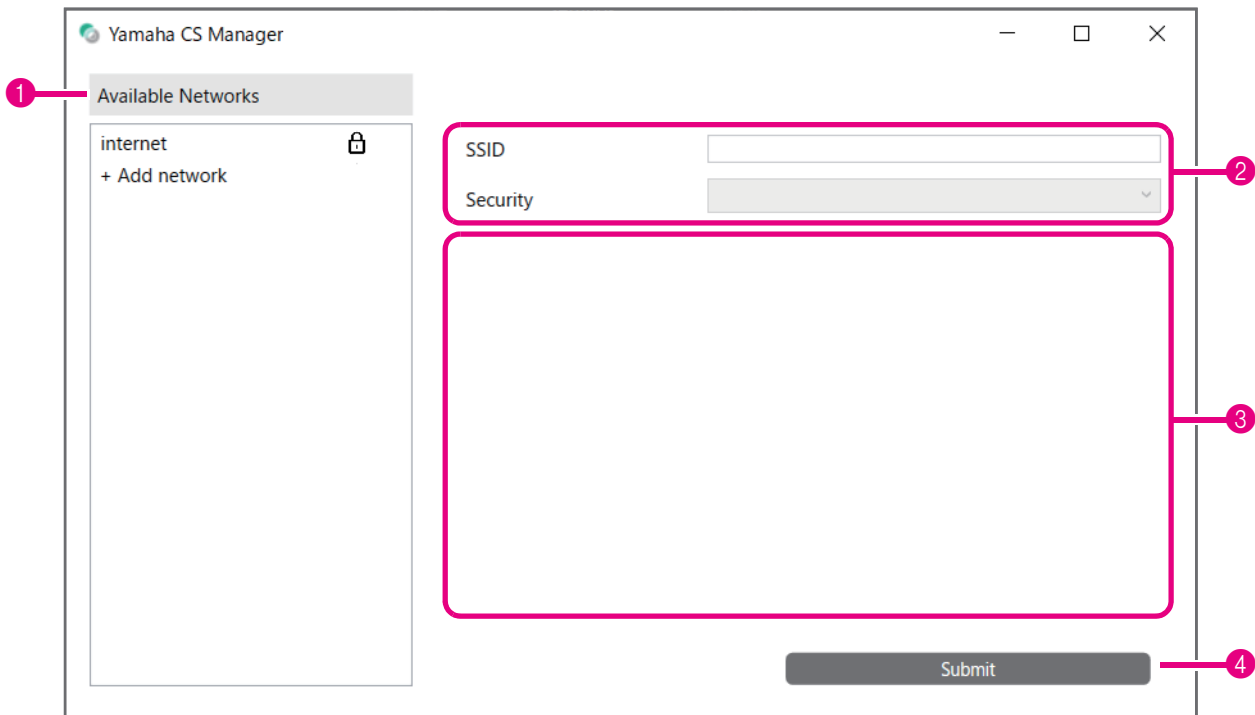 Yamaha CS Manager
1
Available Networks
internet
+ Add network
SSID
2
Security
3
Submit
4